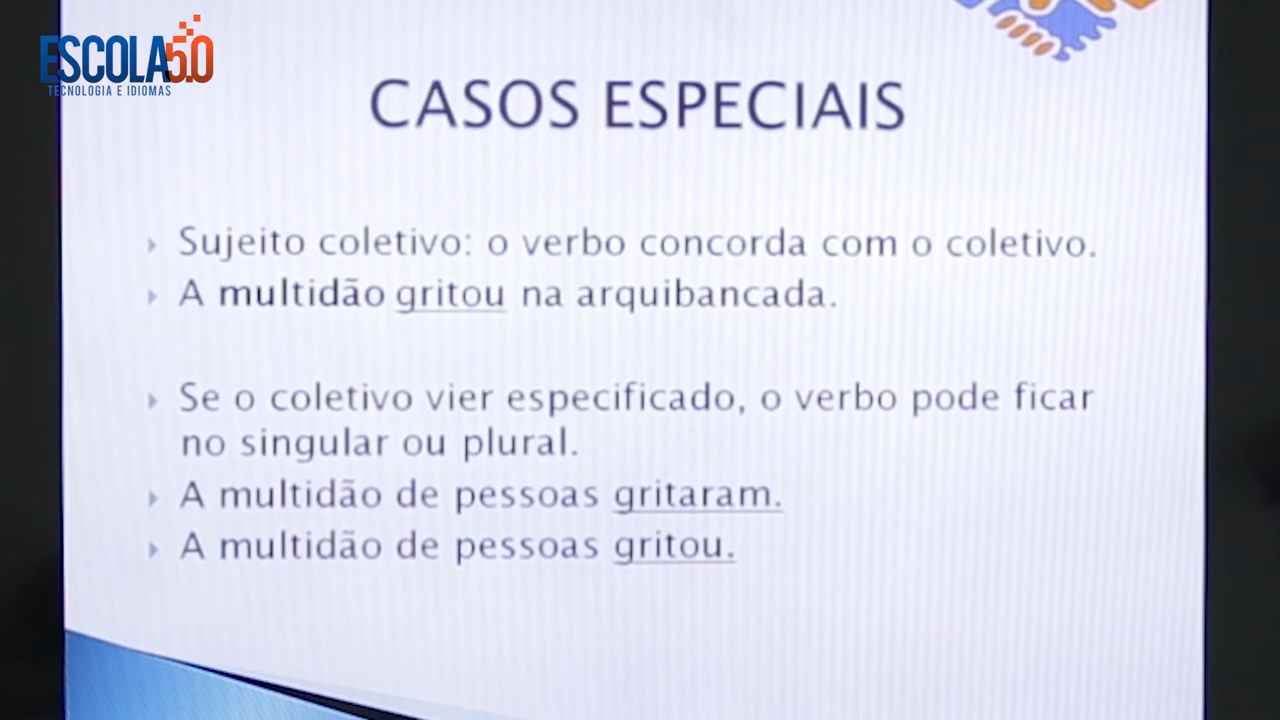 ESCOLA5.0
TECNOLOGIA E IDIOMAS
CASOS ESPECIAIS
Sujeito coletivo: o verbo concorda com o coletivo.
A multidão gritou na arquibancada.
Se o coletivo vier especificado, o verbo pode ficar
no singular ou plural.
A multidão de pessoas gritaram.
A multidão de pessoas gritou.